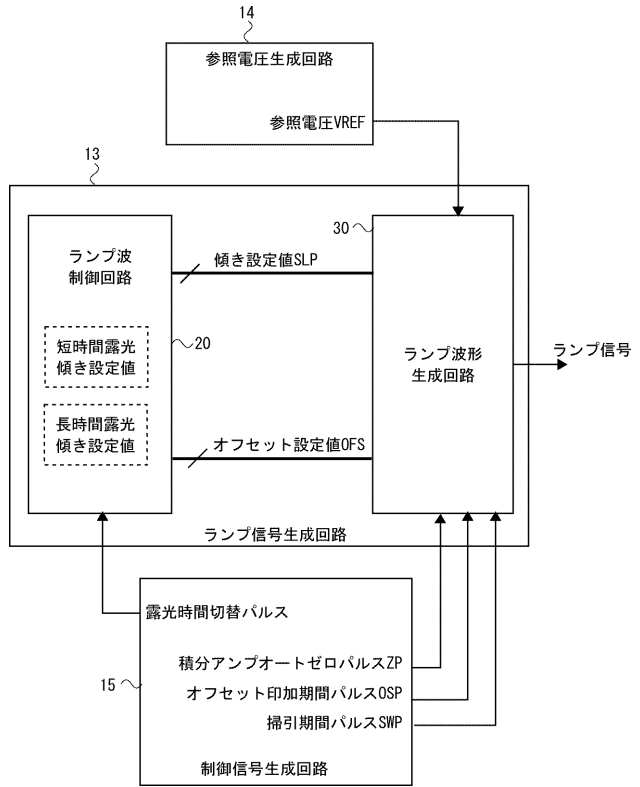 14
参照電圧生成回路
参照電圧VREF
13
30
ランプ波
制御回路
傾き設定値SLP
短時間露光
傾き設定値
20
ランプ波形
生成回路
ランプ信号
長時間露光
傾き設定値
オフセット設定値OFS
ランプ信号生成回路
露光時間切替パルス
積分アンプオートゼロパルスZP
15
オフセット印加期間パルスOSP
掃引期間パルスSWP
制御信号生成回路